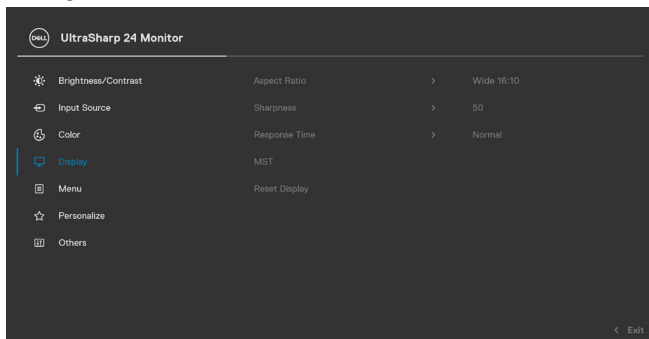 DELL UltraSharp 24 Monitor
Brightness/Contrast Aspect Ratio > Wide 16:10
Input Source Sharpness > 50
Color Response Time > Normal
Display MST
Menu Reset Display
Personalize
Others
< Exit